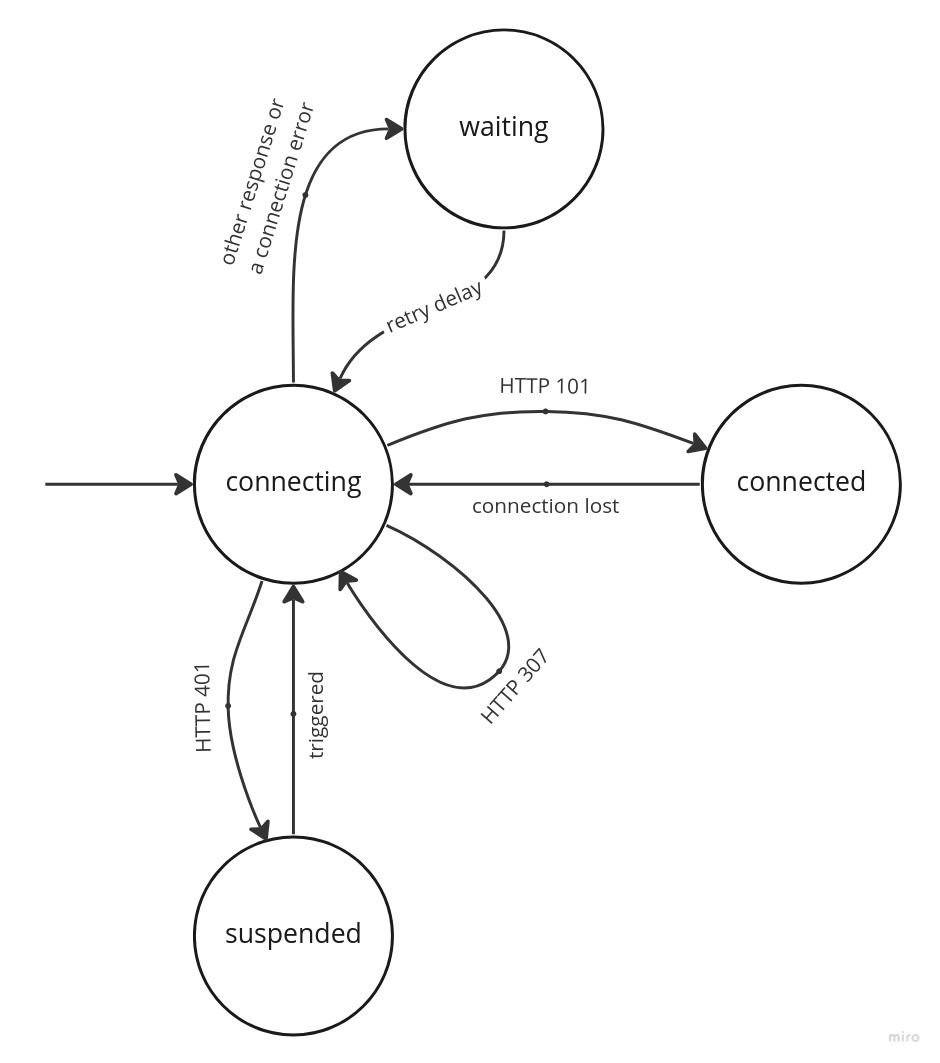 waiting
other response or
a connection error
retry delay
HTTP 101
connecting
connected
connection lost
HTTP 307
HTTP 401
triggered
suspended
miro